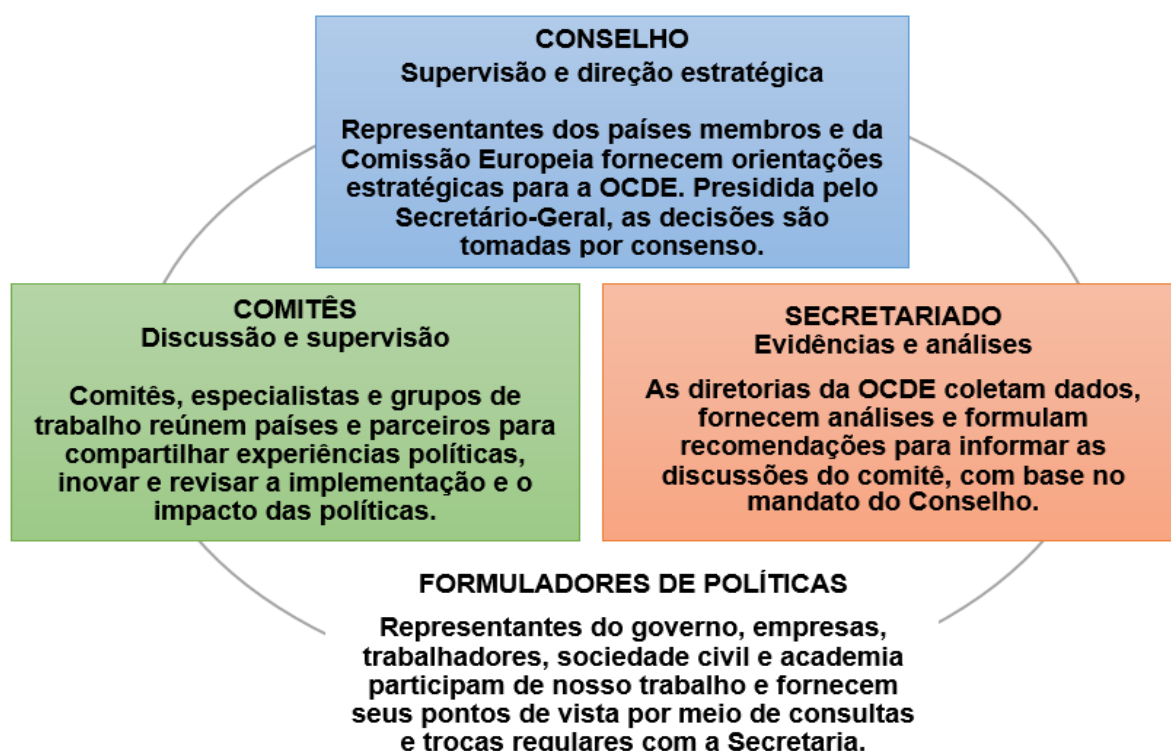 CONSELHO
Supervisão e direção estratégica
Representantes dos países membros e da
Comissão Europeia fornecem orientações
estratégicas para a OCDE. Presidida pelo
Secretário-Geral, as decisões são
tomadas por consenso.
COMITÊS
Discussão e supervisão
Comitês, especialistas e grupos de
trabalho reúnem países e parceiros para
compartilhar experiências políticas,
inovar e revisar a implementação e o
impacto das políticas.
SECRETARIADO
Evidências e análises
As diretorias da OCDE coletam dados,
fornecem análises e formulam
recomendações para informar as
discussões do comitê, com base no
mandato do Conselho.
FORMULADORES DE POLÍTICAS
Representantes do governo, empresas,
trabalhadores, sociedade civil e academia
participam de nosso trabalho e fornecem
seus pontos de vista por meio de consultas
e trocas regulares com a Secretaria.